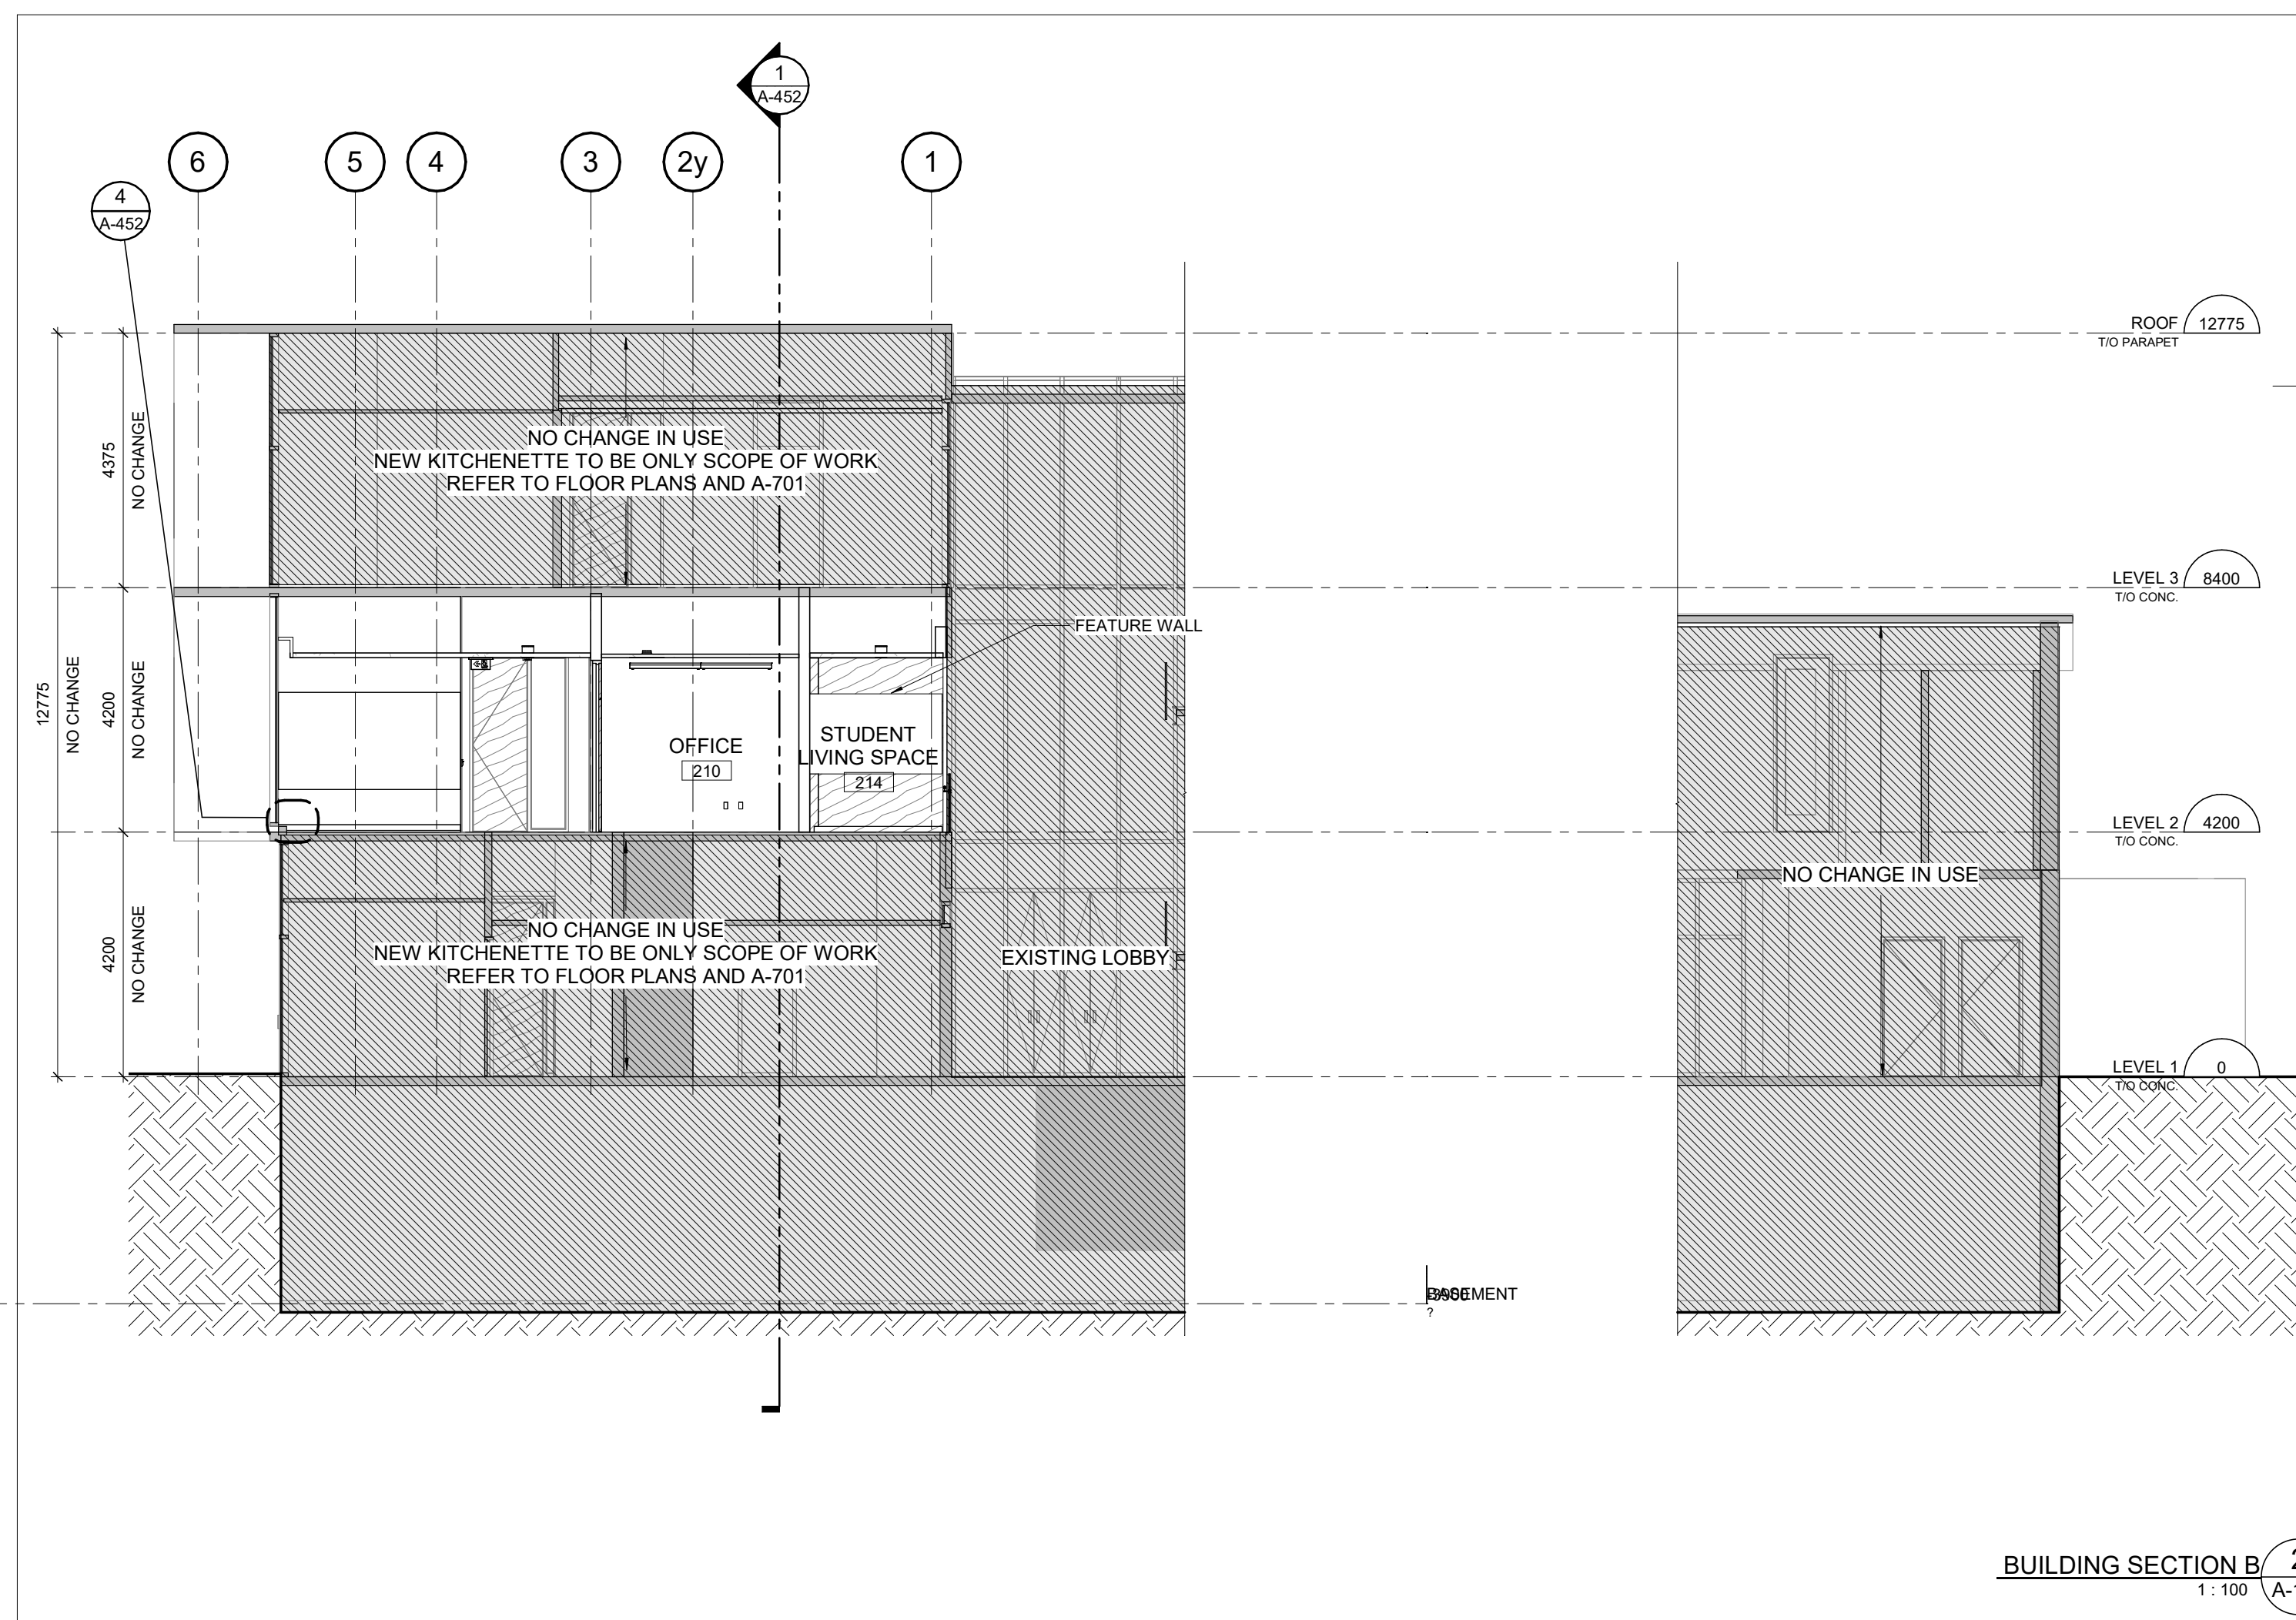 1
A-452
6
5
4
3
2y
1
4
A-452
ROOF
12775
T/O PARAPET
4375
NO CHANGE
NO CHANGE IN USE
NEW KITCHENETTE TO BE ONLY SCOPE OF WORK
REFER TO FLOOR PLANS AND A-701
LEVEL 3
8400
T/O CONC.
FEATURE WALL
12775
NO CHANGE
4200
NO CHANGE
OFFICE
210
STUDENT
LIVING SPACE
214
LEVEL 2
4200
T/O CONC.
NO CHANGE IN USE
4200
NO CHANGE
NO CHANGE IN USE
NEW KITCHENETTE TO BE ONLY SCOPE OF WORK
REFER TO FLOOR PLANS AND A-701
EXISTING LOBBY
LEVEL 1
0
T/O CONC.
BASEMENT
-3900
?
BUILDING SECTION B
1 : 100